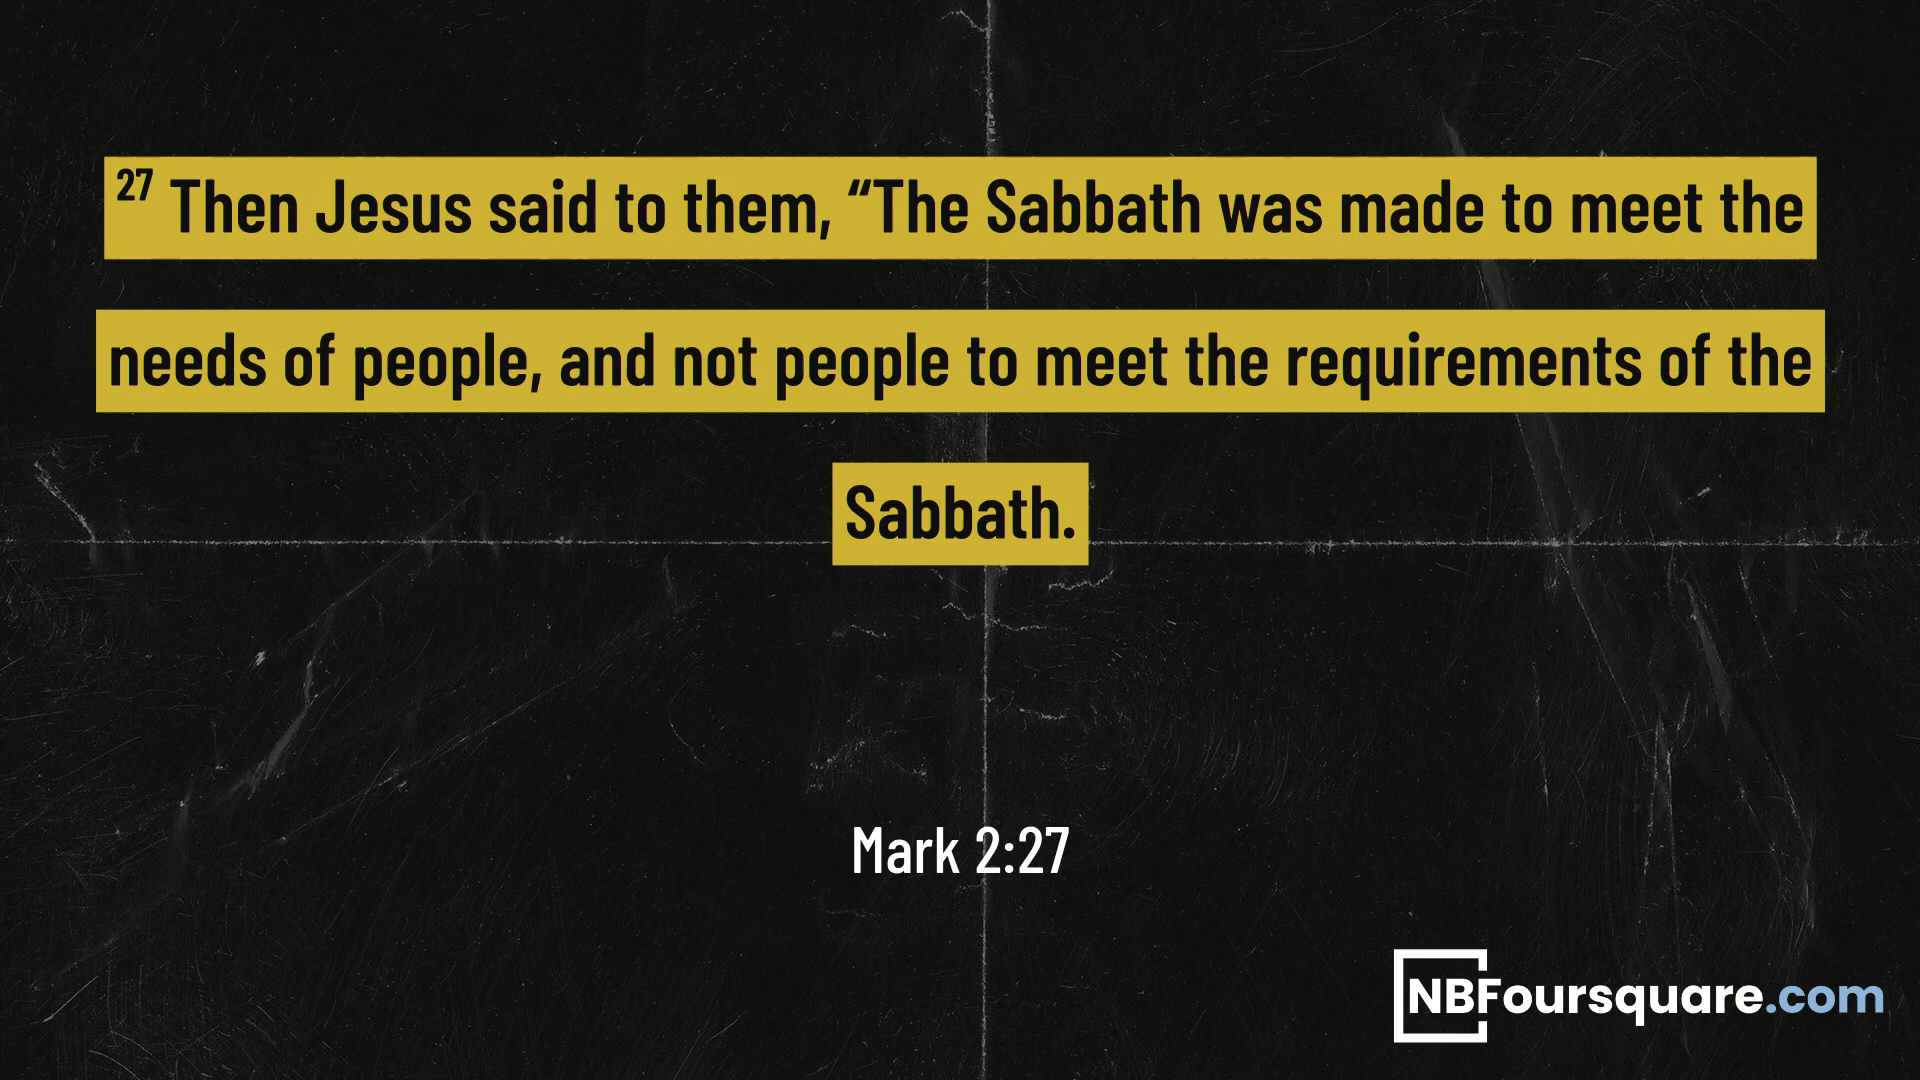 27 Then Jesus said to them, “The Sabbath was made to meet the
needs of people, and not people to meet the requirements of the
Sabbath.
Mark 2:27
NBFoursquare.com